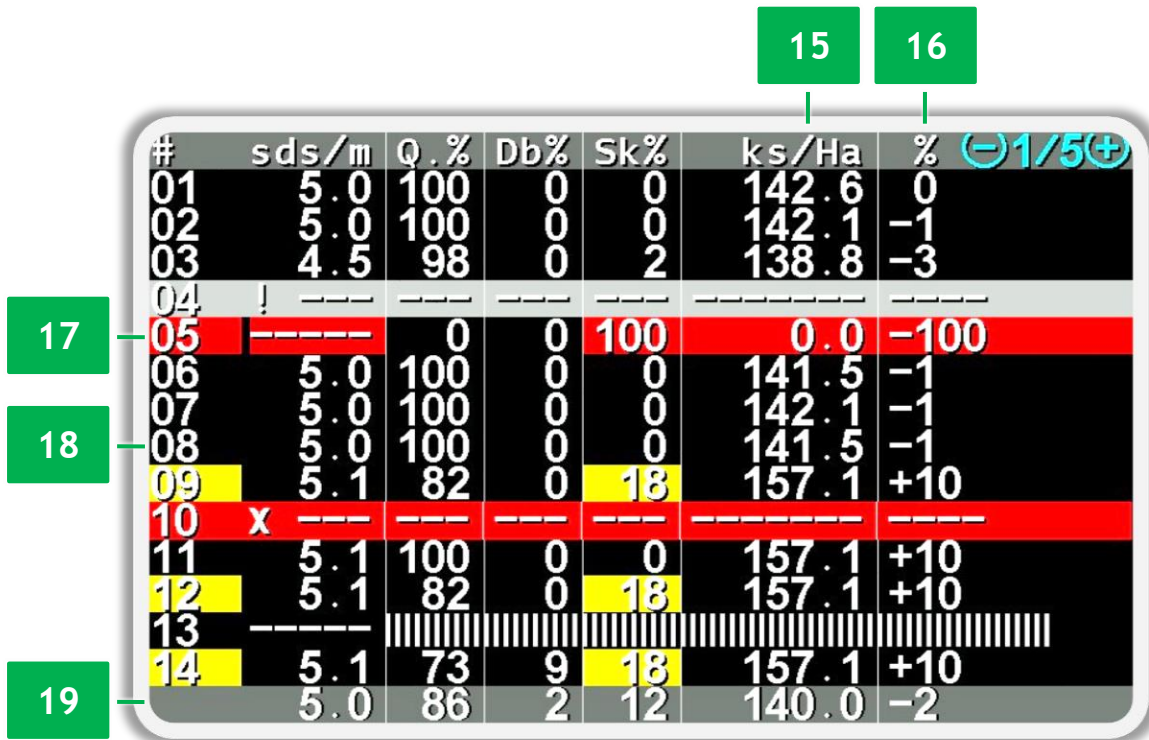 15 16
# sds/m Q.% Db% Sk% ks/Ha % (-)1/5(+)
01 5.0 100 0 0 142.6 0
02 5.0 100 0 0 142.1 -1
03 4.5 98 0 2 138.8 -3
04 ! --- --- --- --- ------- ----
17 05 ----- 0 0 100 0.0 -100
06 5.0 100 0 0 141.5 -1
07 5.0 100 0 0 142.1 -1
18 08 5.0 100 0 0 141.5 -1
09 5.1 82 0 18 157.1 +10
10 X --- --- --- --- ------- ----
11 5.1 100 0 0 157.1 +10
12 5.1 82 0 18 157.1 +10
13 -----
14 5.1 73 9 18 157.1 +10
19 5.0 86 2 12 140.0 -2